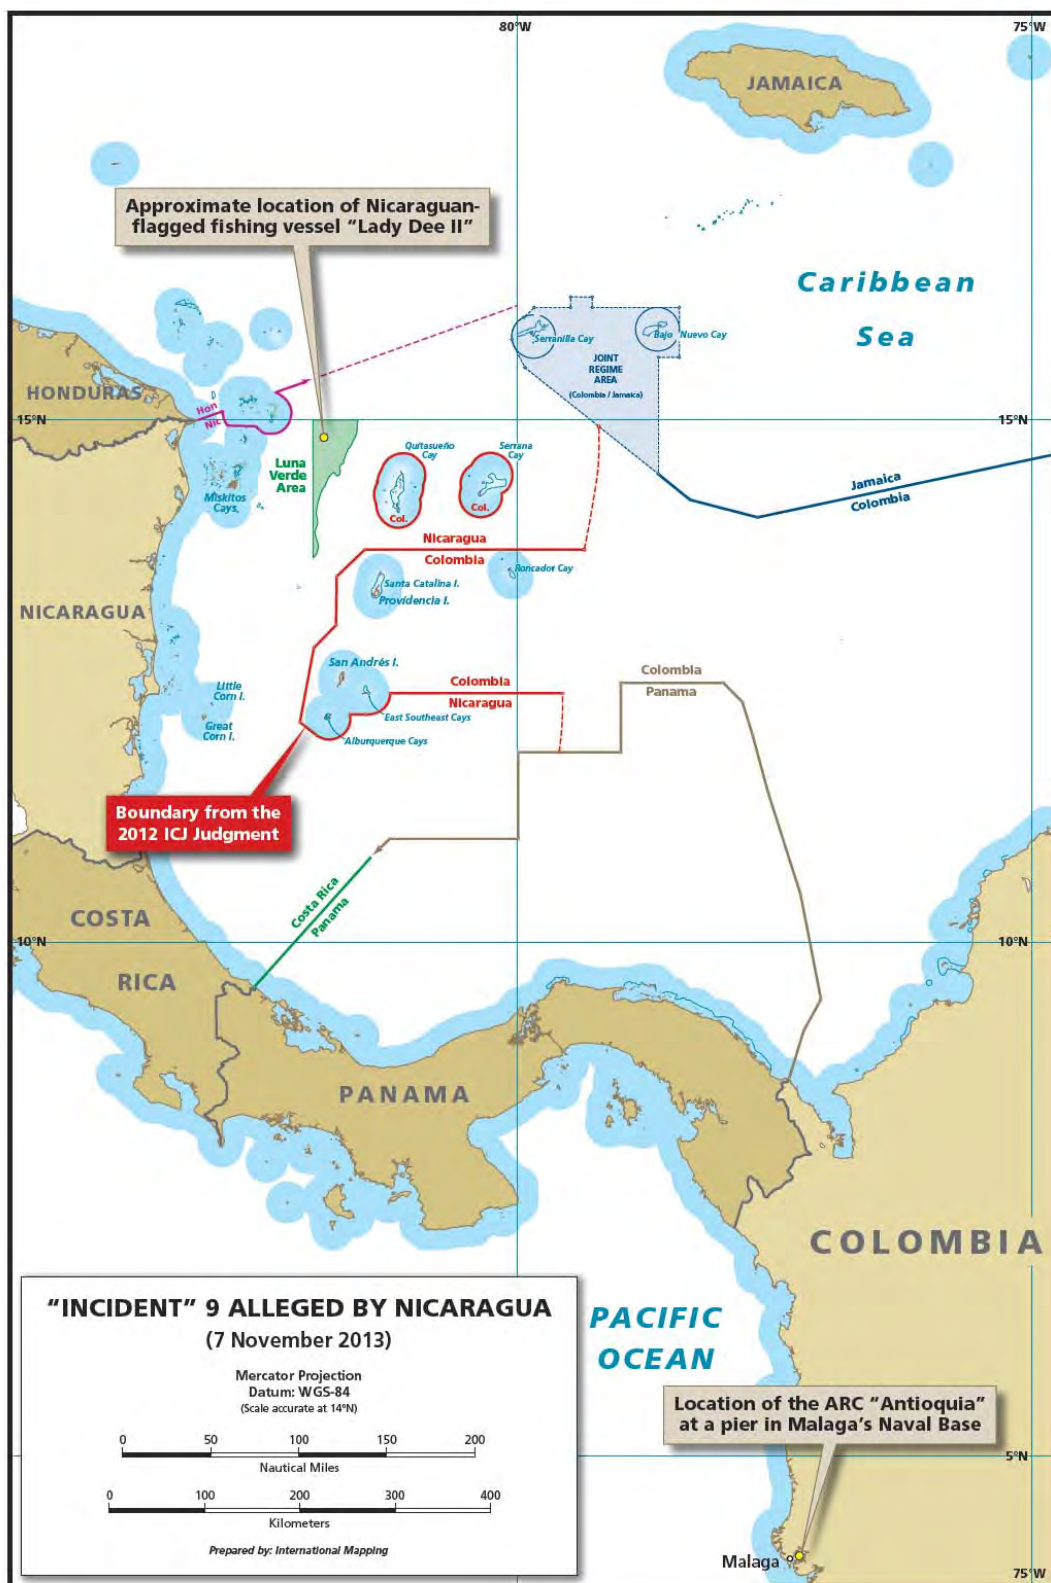 80°W
75°W
JAMAICA
Approximate location of Nicaraguan-
flagged fishing vessel “Lady Dee II”
Caribbean
Sea
Serranilla Cay
Bajo Nuevo Cay
JOINT
REGIME
AREA
(Colombia / Jamaica)
HONDURAS
Hon
Nic
15°N
15°N
Luna
Verde
Area
Quitasueño
Cay
Serrana
Cay
Col.
Col.
Miskitos
Cays
Jamaica
Colombia
Nicaragua
Colombia
Roncador Cay
Santa Catalina I.
Providencia I.
NICARAGUA
San Andrés I.
Colombia
Nicaragua
Colombia
Panama
Little
Corn I.
Great
Corn I.
East Southeast Cays
Alburquerque Cays
Boundary from the
2012 ICJ Judgment
Costa Rica
Panama
COSTA
RICA
10°N
10°N
PANAMA
COLOMBIA
PACIFIC
OCEAN
“INCIDENT” 9 ALLEGED BY NICARAGUA
(7 November 2013)
Mercator Projection
Datum: WGS-84
(Scale accurate at 14°N)
0 50 100 150 200
Nautical Miles
0 100 200 300 400
Kilometers
Prepared by: International Mapping
Location of the ARC “Antioquia”
at a pier in Malaga’s Naval Base
5°N
Malaga
75°W